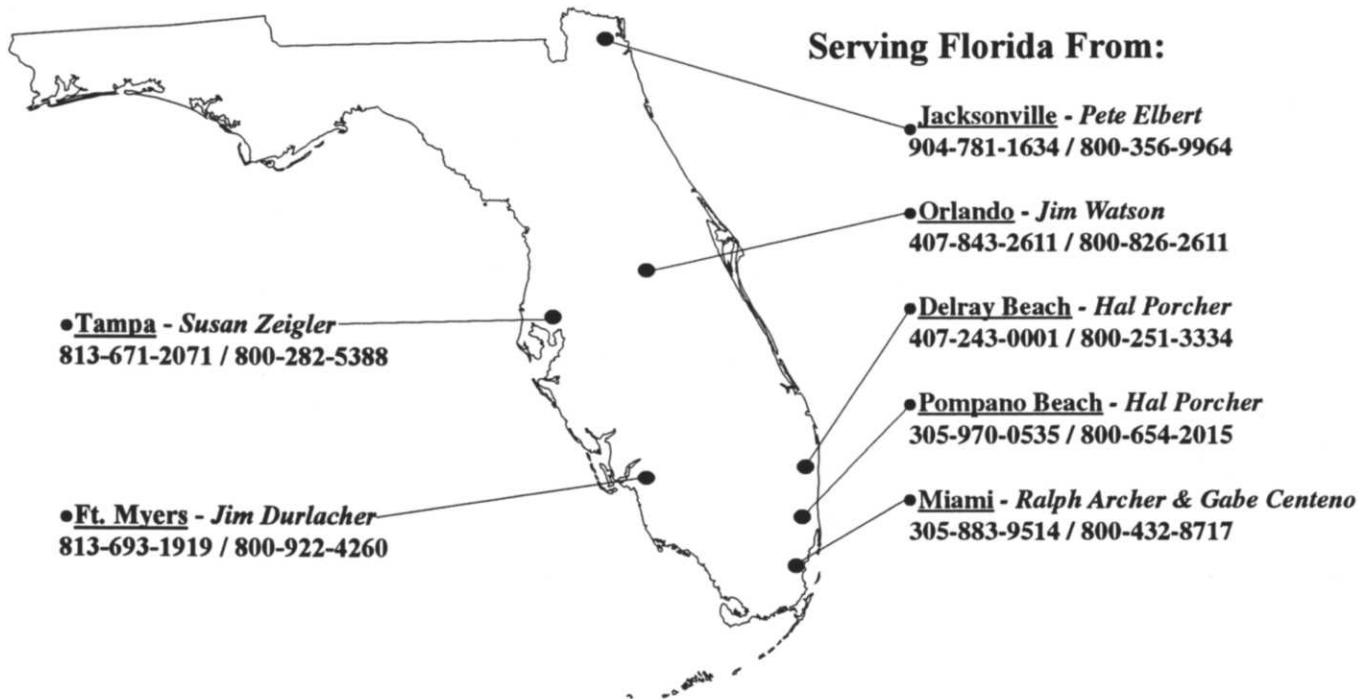 Serving Florida From:
•Jacksonville - Pete Elbert
904-781-1634 / 800-356-9964
•Orlando - Jim Watson
407-843-2611 / 800-826-2611
•Delray Beach - Hal Porcher
407-243-0001 / 800-251-3334
•Pompano Beach - Hal Porcher
305-970-0535 / 800-654-2015
•Miami - Ralph Archer & Gabe Centeno
305-883-9514 / 800-432-8717
•Tampa - Susan Zeigler
813-671-2071 / 800-282-5388
•Ft. Myers - Jim Durlacher
813-693-1919 / 800-922-4260